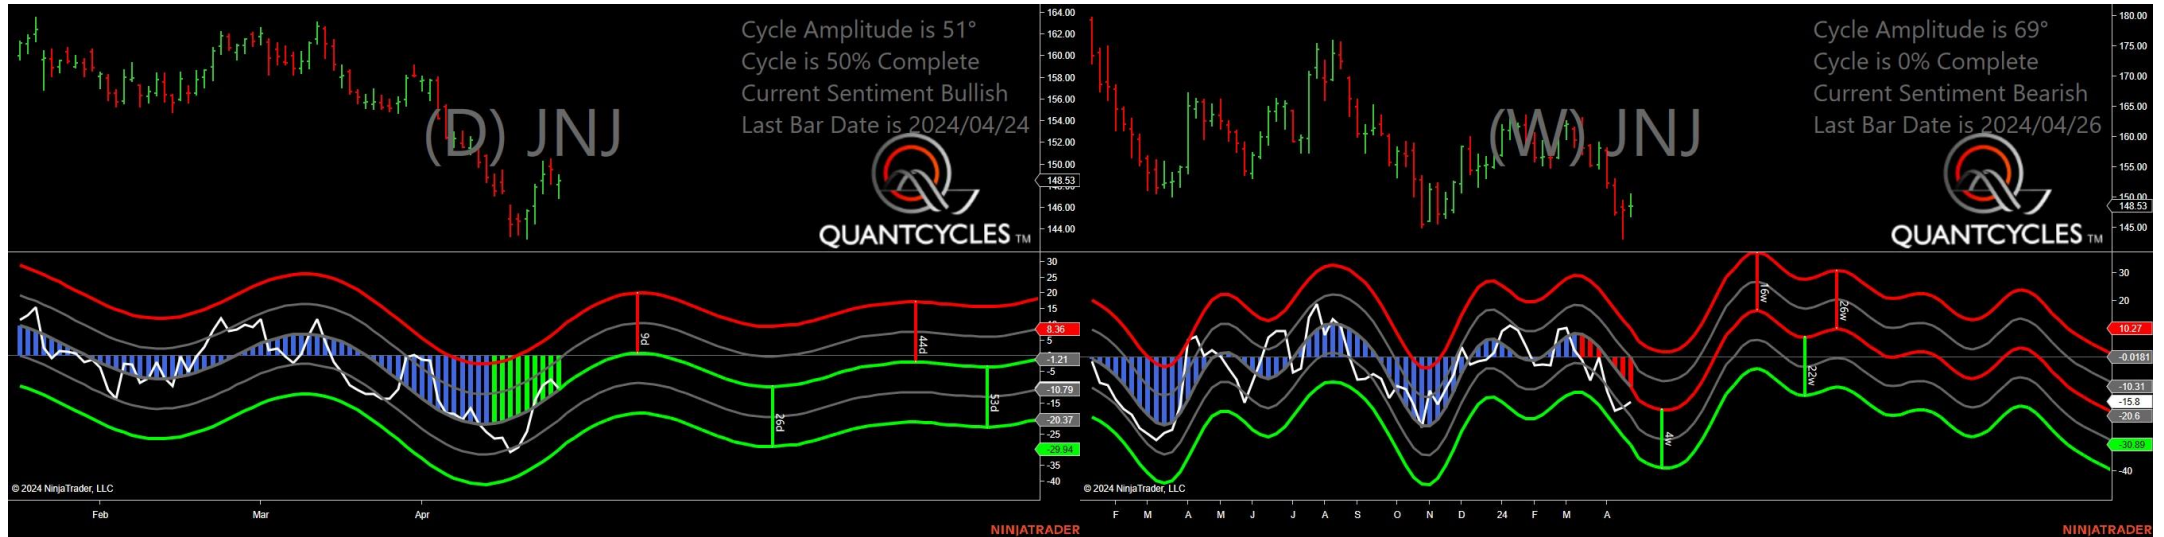 Cycle Amplitude is 51°
Cycle is 50% Complete
Current Sentiment Bullish
Last Bar Date is 2024/04/24
(D) JNJ
QUANTCYCLES TM
164.00
162.00
160.00
158.00
156.00
154.00
152.00
150.00
148.53
146.00
144.00
30
25
20
15
8.36
-1.21
-5
-10.79
-15
-20.37
-25
-29.94
-35
-40
9d
26d
44d
53d
© 2024 NinjaTrader, LLC
Feb Mar Apr
NINJATRADER
Cycle Amplitude is 69°
Cycle is 0% Complete
Current Sentiment Bearish
Last Bar Date is 2024/04/26
(W) JNJ
QUANTCYCLES TM
180.00
175.00
170.00
165.00
160.00
155.00
150.00
148.53
145.00
30
20
10.27
-0.0181
-10.31
-15.8
-20.6
-30.89
-40
4w
16w
22w
26w
© 2024 NinjaTrader, LLC
F M A M J J A S O N D 24 F M A
NINJATRADER